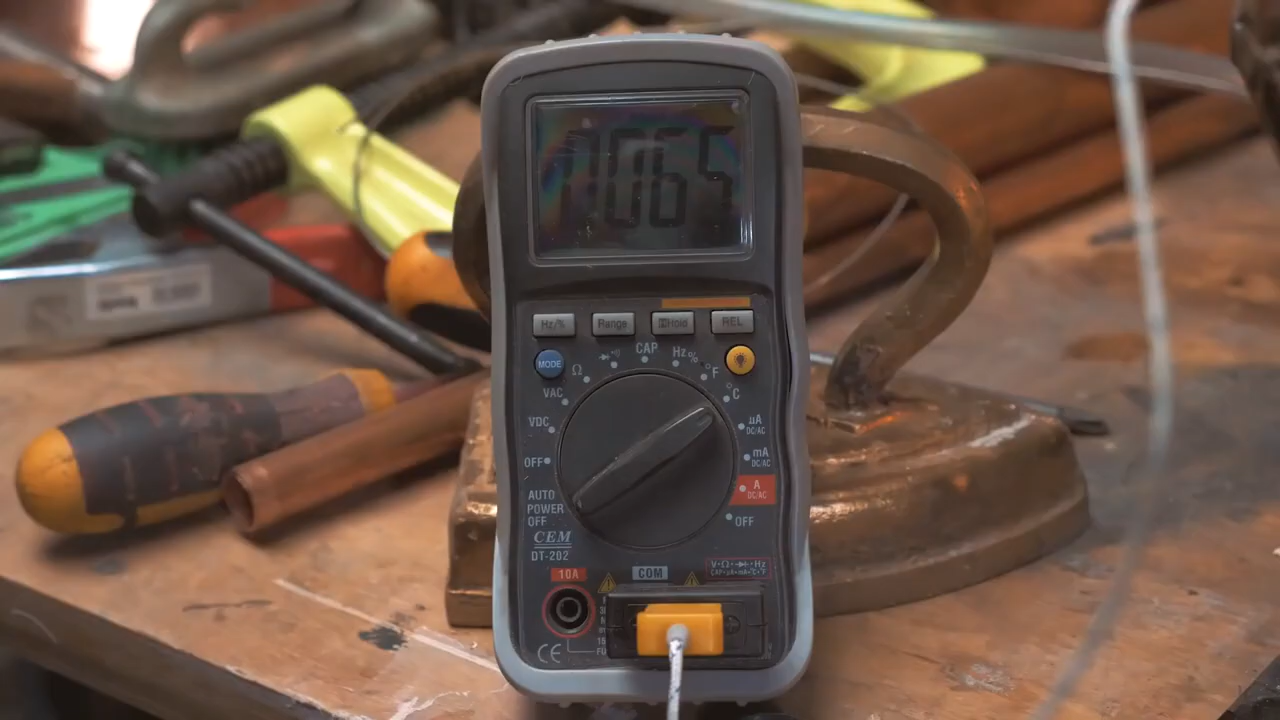 Hz/%
Range
Hold
REL
MODE
Ω
CAP
Hz %
°F
°C
VAC
VDC
OFF
µA
DC/AC
mA
DC/AC
A
DC/AC
OFF
AUTO
POWER
OFF
CEM
DT-202
10A
COM
CE